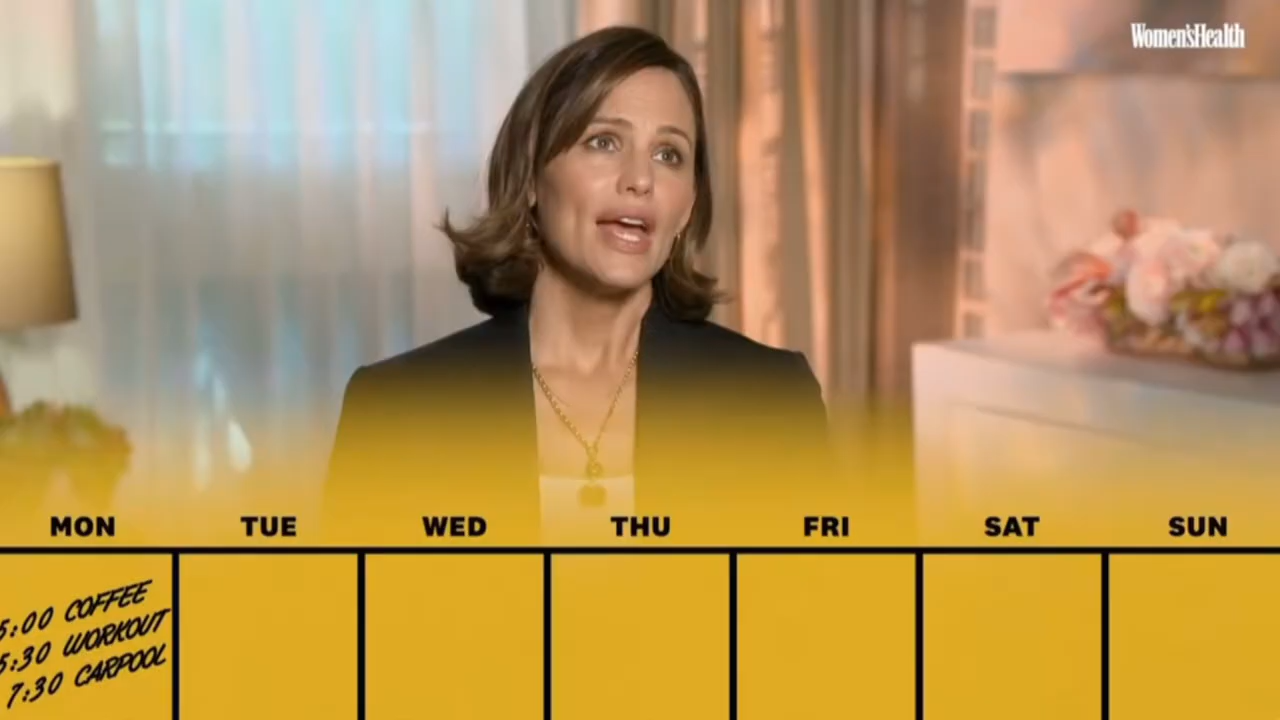 Women'sHealth
MON TUE WED THU FRI SAT SUN
5:00 COFFEE
5:30 WORKOUT
7:30 CARPOOL